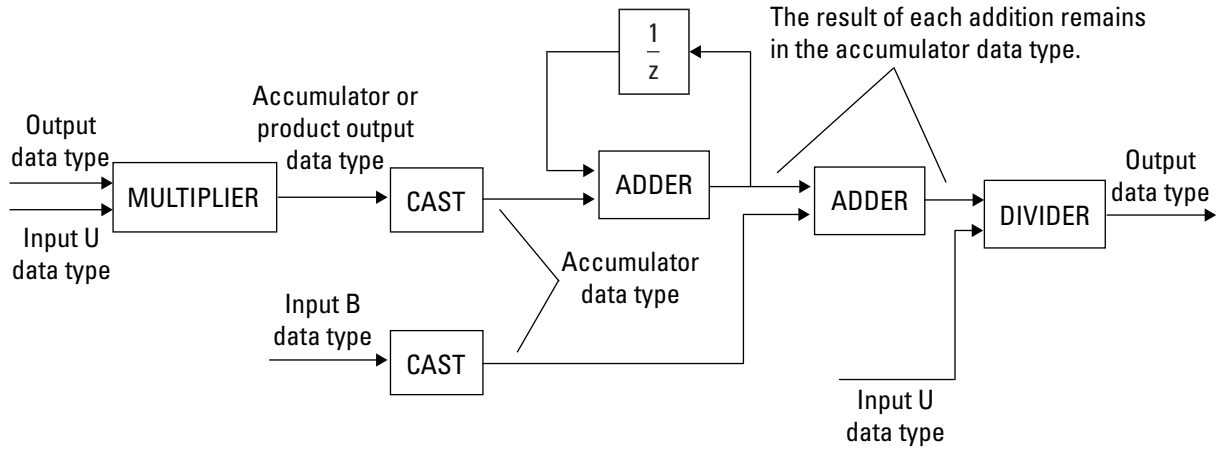 1
z
The result of each addition remains
in the accumulator data type.
Accumulator or
product output
data type
Output
data type
MULTIPLIER
Input U
data type
CAST
ADDER
ADDER
Output
data type
DIVIDER
Accumulator
data type
Input B
data type
CAST
Input U
data type